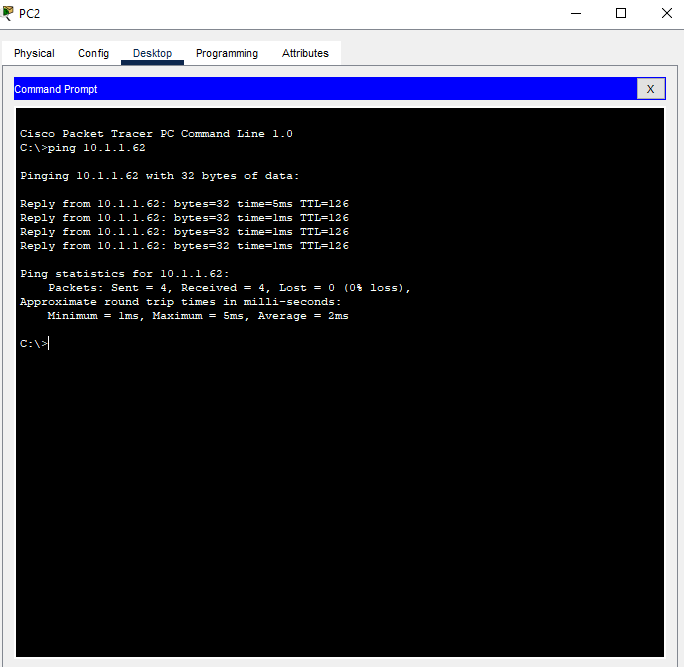 PC2
Physical Config Desktop Programming Attributes
Command Prompt X
Cisco Packet Tracer PC Command Line 1.0
C:\>ping 10.1.1.62
Pinging 10.1.1.62 with 32 bytes of data:
Reply from 10.1.1.62: bytes=32 time=5ms TTL=126
Reply from 10.1.1.62: bytes=32 time=1ms TTL=126
Reply from 10.1.1.62: bytes=32 time=1ms TTL=126
Reply from 10.1.1.62: bytes=32 time=1ms TTL=126
Ping statistics for 10.1.1.62:
Packets: Sent = 4, Received = 4, Lost = 0 (0% loss),
Approximate round trip times in milli-seconds:
Minimum = 1ms, Maximum = 5ms, Average = 2ms
C:\>